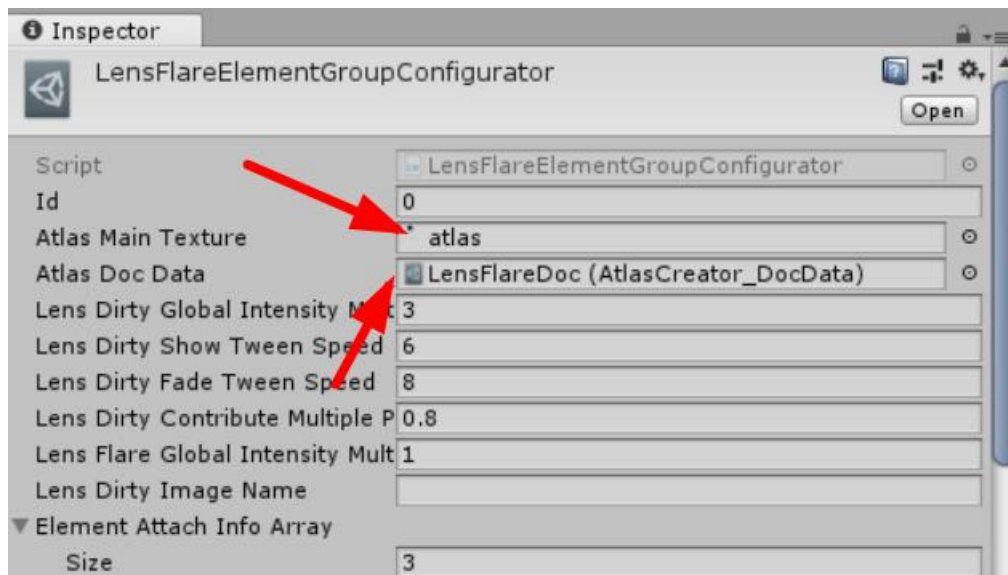 Inspector
LensFlareElementGroupConfigurator
Open
Script LensFlareElementGroupConfigurator
Id 0
Atlas Main Texture atlas
Atlas Doc Data LensFlareDoc (AtlasCreator_DocData)
Lens Dirty Global Intensity 3
Lens Dirty Show Tween Speed 6
Lens Dirty Fade Tween Speed 8
Lens Dirty Contribute Multiple P 0.8
Lens Flare Global Intensity Mult 1
Lens Dirty Image Name
Element Attach Info Array
Size 3